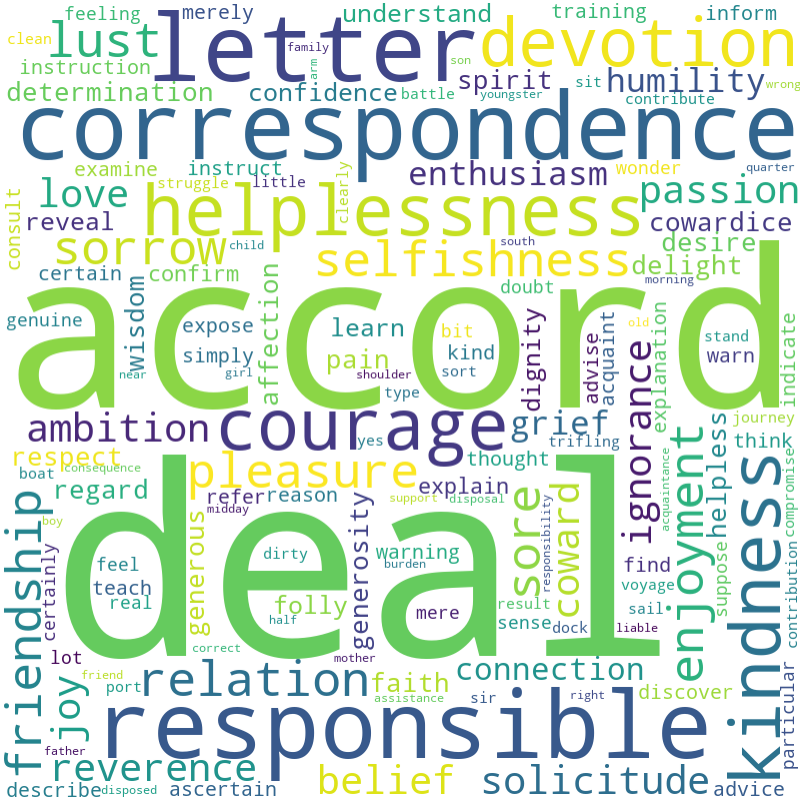 feeling
merely
understand
training
inform
clean
lust
letter
devotion
family
son
instruction
arm
spirit
sit
humility
wrong
determination
confidence
battle
youngster
contribute
correspondence
examine
instruct
enthusiasm
wonder
quarter
consult
love
struggle
little
clearly
helplessness
passion
reveal
cowardice
sorrow
child
selfishness
south
desire
certain
confirm
affection
delight
morning
doubt
accord
genuine
wisdom
expose
learn
bit
dignity
advise
acquaint
old
explanation
indicate
simply
pain
kind
stand
warn
near
girl
shoulder
sort
type
ignorance
ambition
courage
yes
grief
trifling
journey
respect
consequence
pleasure
thought
helpless
think
compromise
boat
regard
refer
reason
explain
support
disposal
sore
coward
responsibility
acquaintance
enjoyment
kindness
friendship
boy
midday
generosity
deal
certainly
feel
generous
dirty
warning
burden
find
suppose
teach
voyage
real
folly
half
mere
result
sense
dock
sail
liable
contribution
lot
correct
mother
joy
friend
port
relation
faith
connection
assistance
sir
right
discover
particular
father
responsible
reverence
describe
disposed
ascertain
belief
solicitude
advice